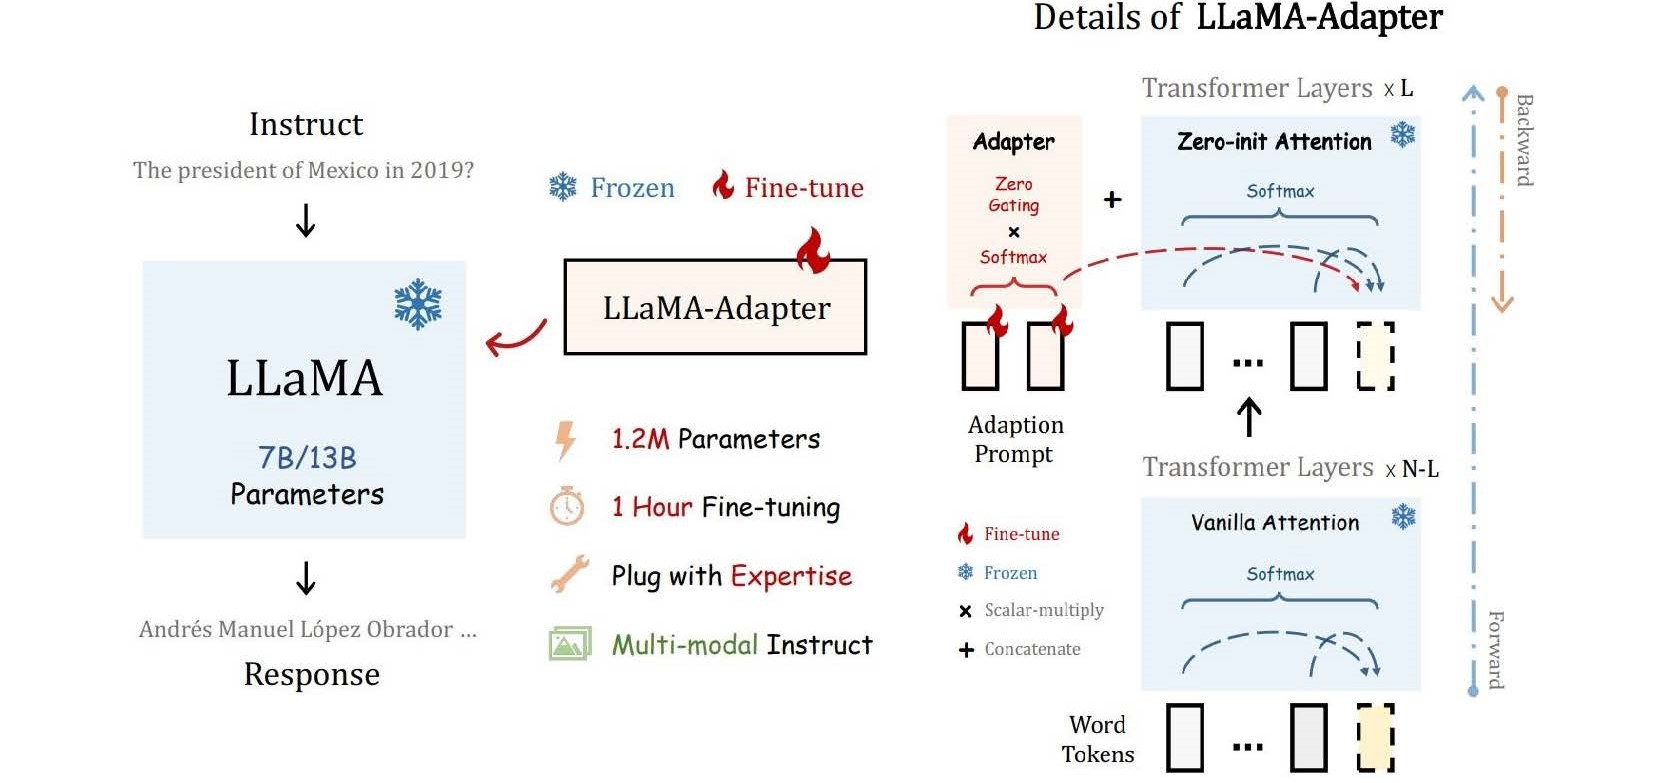 Instruct
The president of Mexico in 2019?
LLaMA
7B/13B
Parameters
Andrés Manuel López Obrador ...
Response
Frozen
Fine-tune
LLaMA-Adapter
1.2M Parameters
1 Hour Fine-tuning
Plug with Expertise
Multi-modal Instruct
Details of LLaMA-Adapter
Transformer Layers x L
Adapter
Zero
Gating
×
Softmax
+
Zero-init Attention
Softmax
...
Adaption
Prompt
Transformer Layers x N-L
Vanilla Attention
Softmax
Fine-tune
Frozen
× Scalar-multiply
+ Concatenate
Word
Tokens
...
Backward
Forward